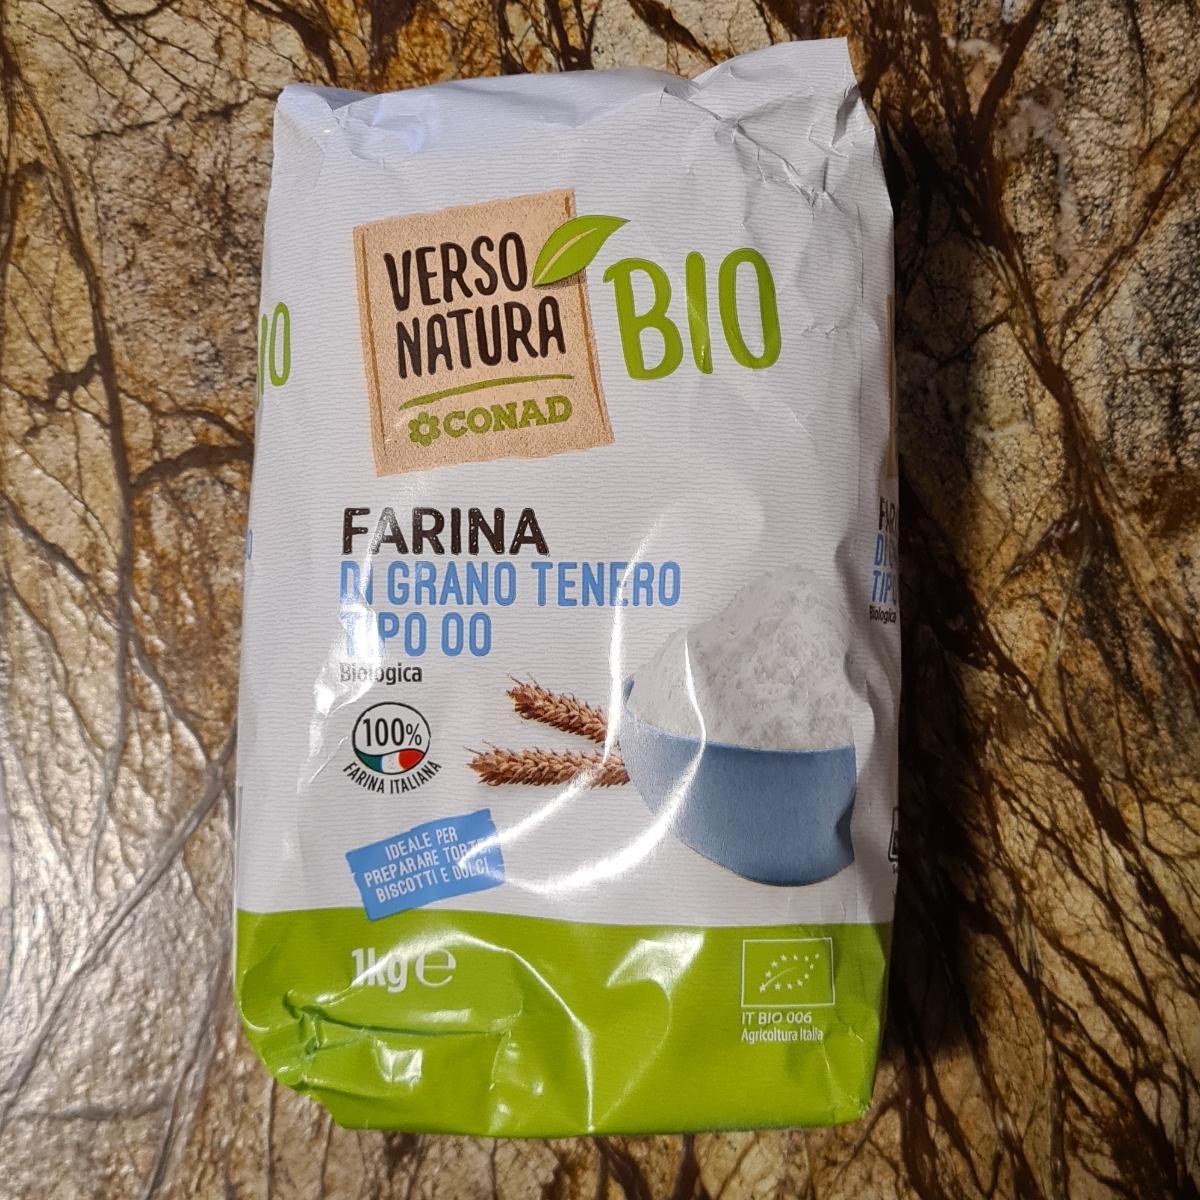 VERSO
NATURA
CONAD
BIO
FARINA
DI GRANO TENERO
TIPO 00
Biologica
100%
FARINA ITALIANA
IDEALE PER
PREPARARE TORTE
BISCOTTI E DOLCI
1kg e
IT BIO 006
Agricoltura Italia
Biologica